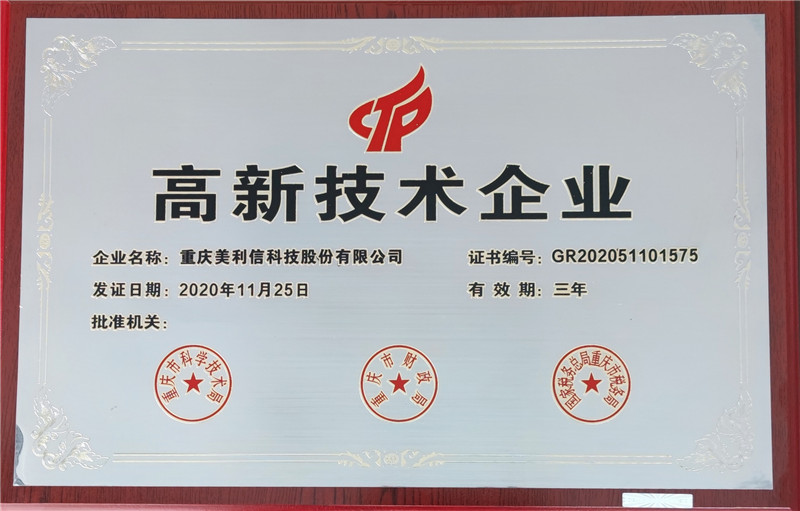 CTP
高新技术企业
企业名称：重庆美利信科技股份有限公司
证书编号：GR202051101575
发证日期：2020年11月25日
有效期：三年
批准机关：
重庆市科学技术局
重庆市财政局
国家税务总局重庆市税务局